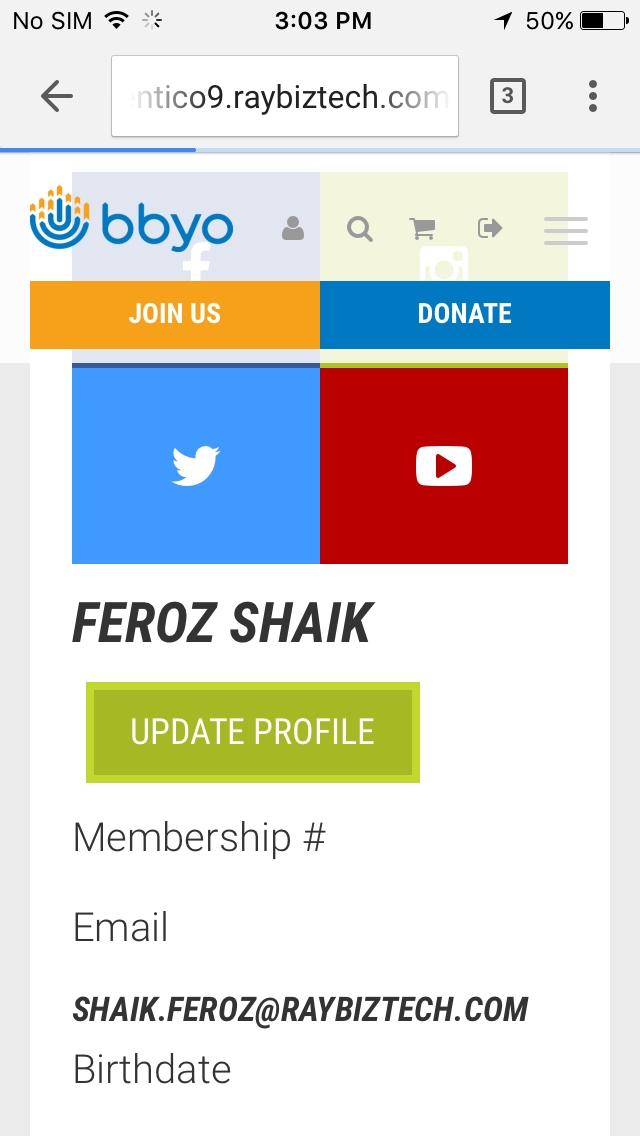 No SIM 3:03 PM 50%
entico9.raybiztech.com 3
bbyo
JOIN US DONATE
FEROZ SHAIK
UPDATE PROFILE
Membership #
Email
SHAIK.FEROZ@RAYBIZTECH.COM
Birthdate